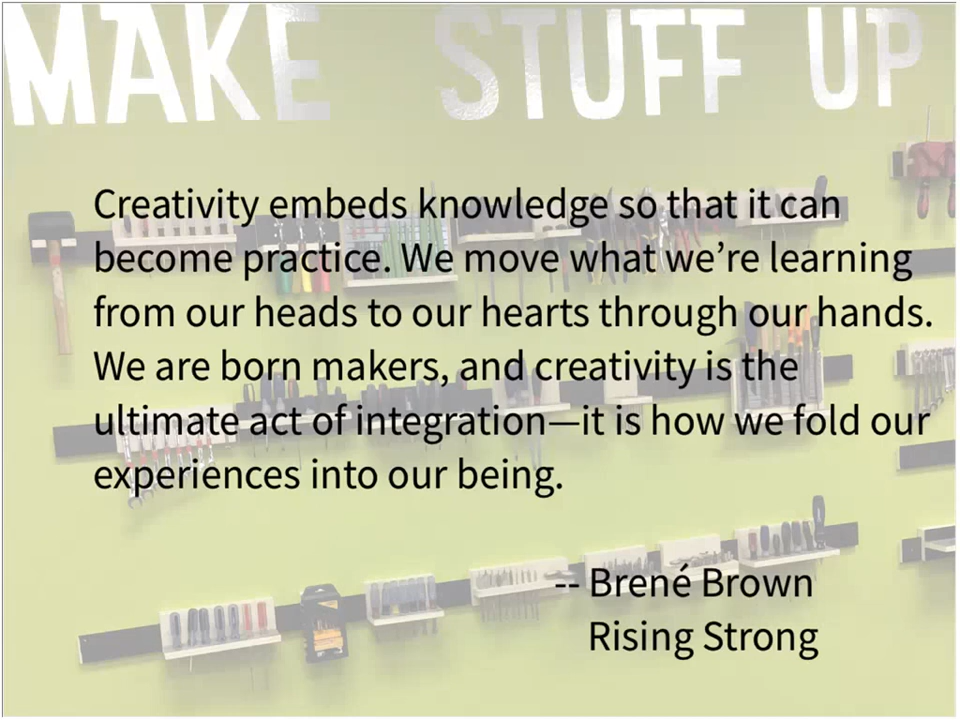 MAKE STUFF UP
Creativity embeds knowledge so that it can
become practice. We move what we’re learning
from our heads to our hearts through our hands.
We are born makers, and creativity is the
ultimate act of integration—it is how we fold our
experiences into our being.
-- Brené Brown
Rising Strong